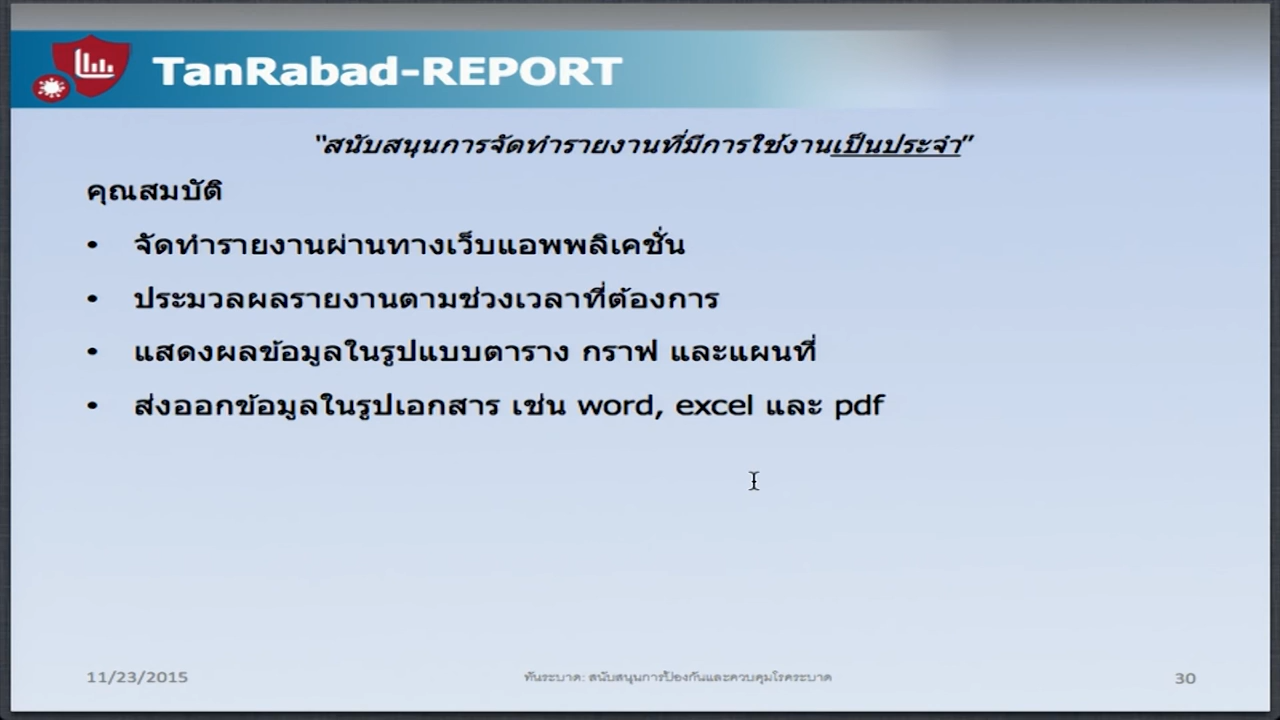 TanRabad-REPORT
"สนับสนุนการจัดทำรายงานที่มีการใช้งานเป็นประจำ"
คุณสมบัติ
• จัดทำรายงานผ่านทางเว็บแอพพลิเคชั่น
• ประมวลผลรายงานตามช่วงเวลาที่ต้องการ
• แสดงผลข้อมูลในรูปแบบตาราง กราฟ และแผนที่
• ส่งออกข้อมูลในรูปเอกสาร เช่น word, excel และ pdf
11/23/2015
ทันระบาด: สนับสนุนการป้องกันและควบคุมโรคระบาด
30